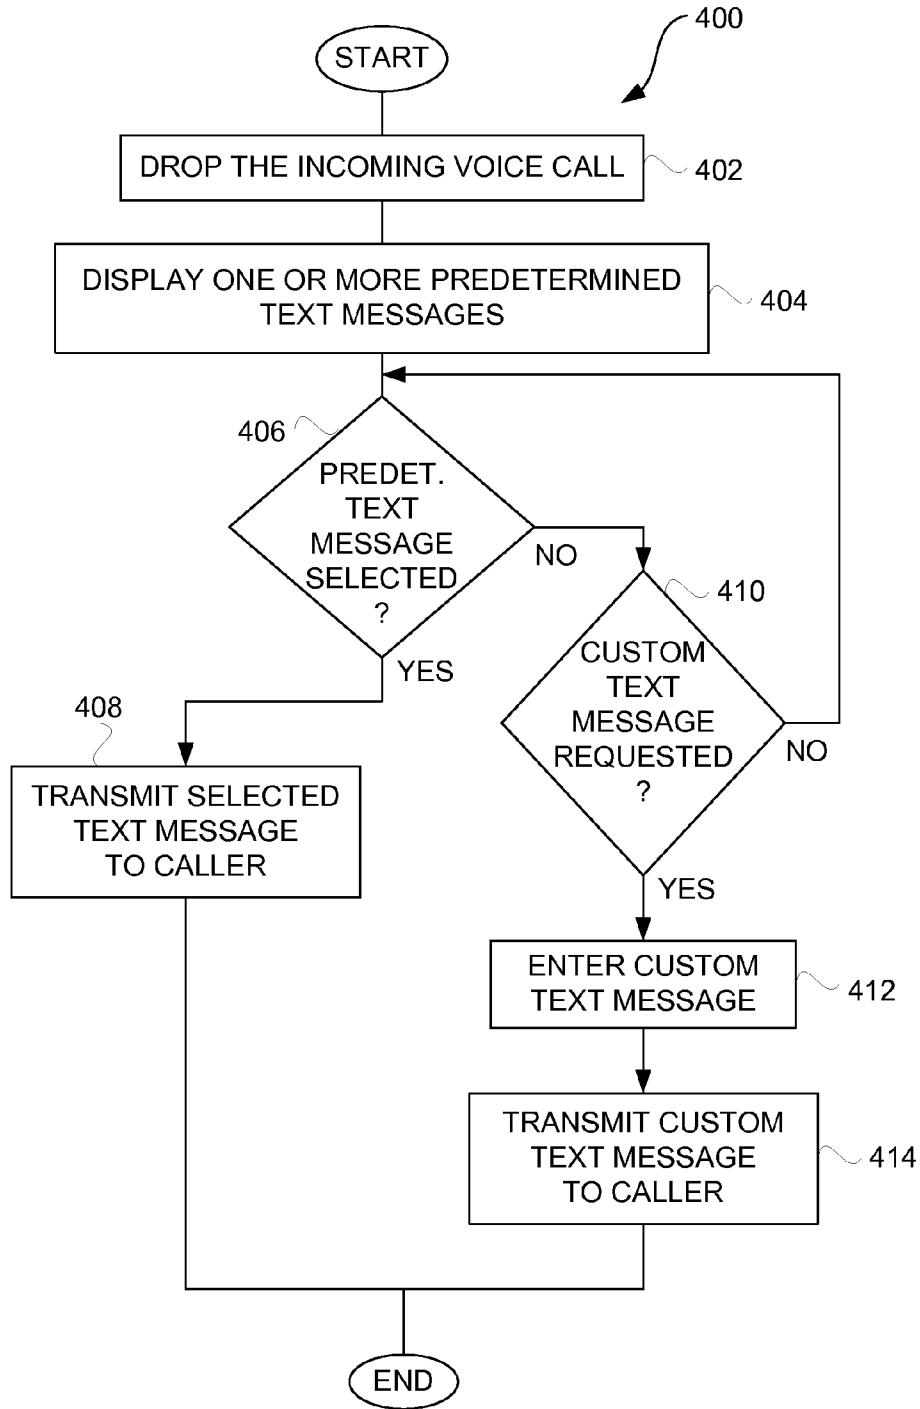 400
START
DROP THE INCOMING VOICE CALL
402
DISPLAY ONE OR MORE PREDETERMINED
TEXT MESSAGES
404
406
PREDET.
TEXT
MESSAGE
SELECTED
?
NO
YES
410
CUSTOM
TEXT
MESSAGE
REQUESTED
?
NO
YES
408
TRANSMIT SELECTED
TEXT MESSAGE
TO CALLER
ENTER CUSTOM
TEXT MESSAGE
412
TRANSMIT CUSTOM
TEXT MESSAGE
TO CALLER
414
END